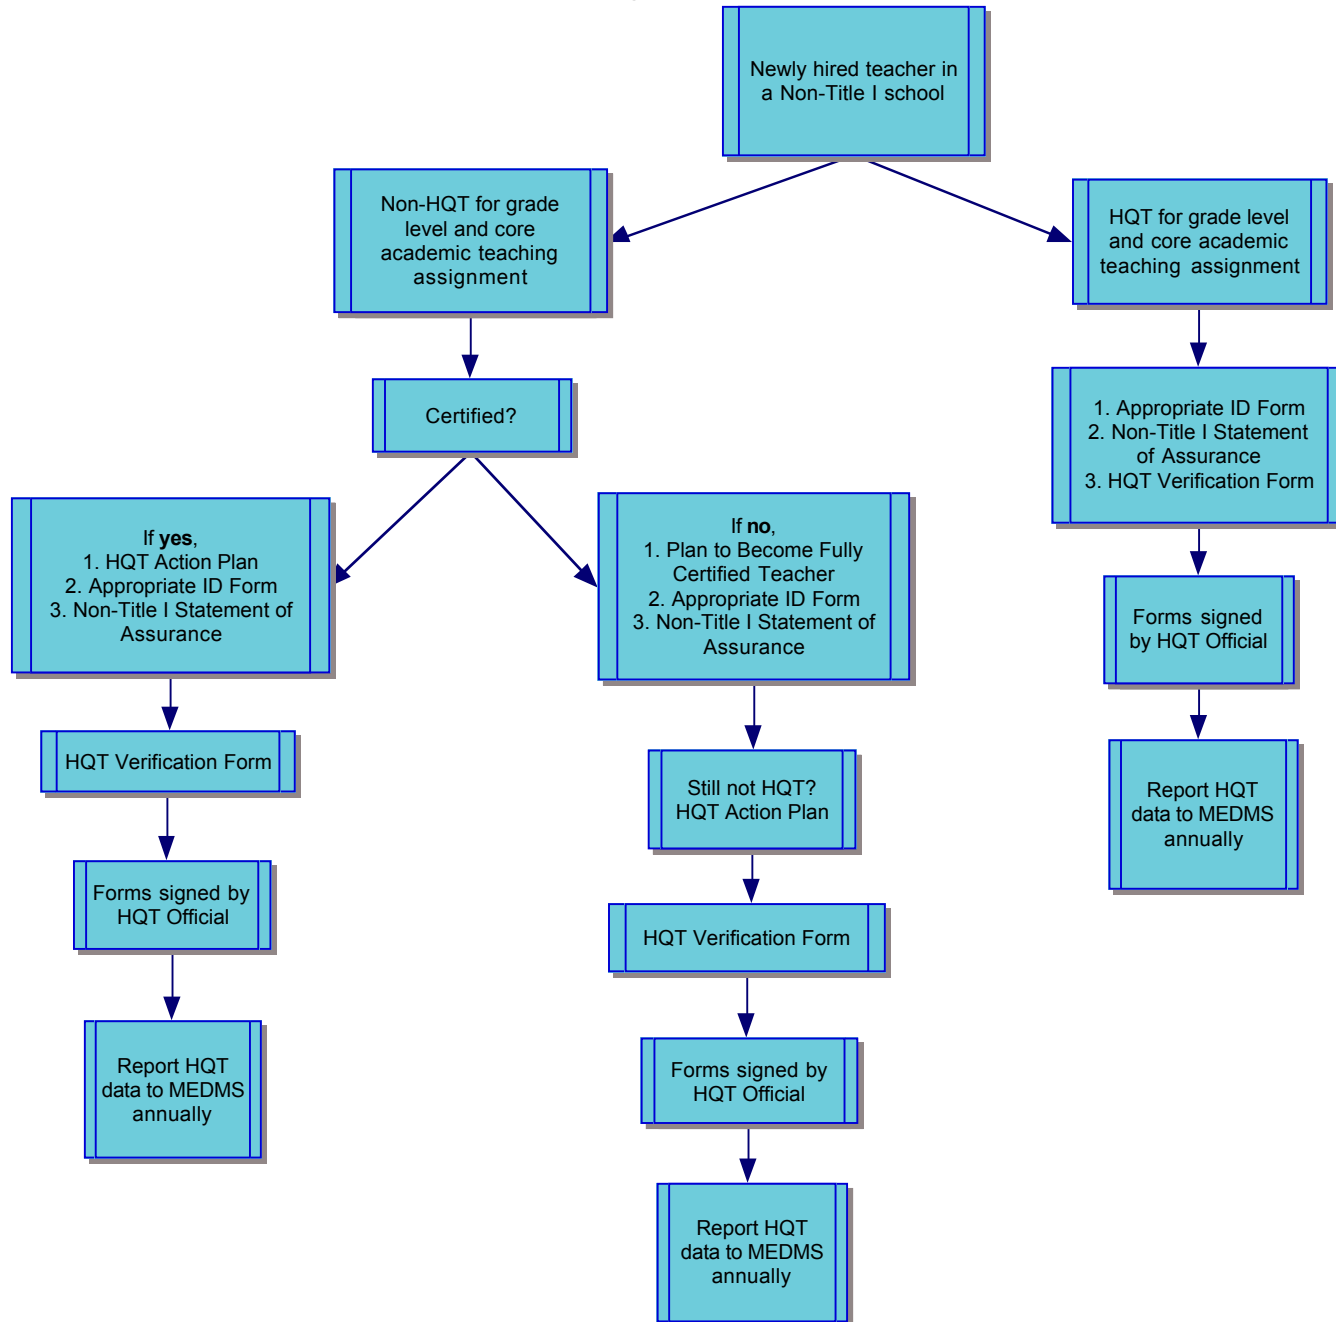 Newly hired teacher in
a Non-Title I school
Non-HQT for grade
level and core
academic teaching
assignment
HQT for grade level
and core academic
teaching assignment
Certified?
1. Appropriate ID Form
2. Non-Title I Statement
of Assurance
3. HQT Verification Form
If yes,
1. HQT Action Plan
2. Appropriate ID Form
3. Non-Title I Statement of
Assurance
If no,
1. Plan to Become Fully
Certified Teacher
2. Appropriate ID Form
3. Non-Title I Statement of
Assurance
Forms signed
by HQT Official
HQT Verification Form
Still not HQT?
HQT Action Plan
Report HQT
data to MEDMS
annually
Forms signed by
HQT Official
HQT Verification Form
Report HQT
data to MEDMS
annually
Forms signed by
HQT Official
Report HQT
data to MEDMS
annually